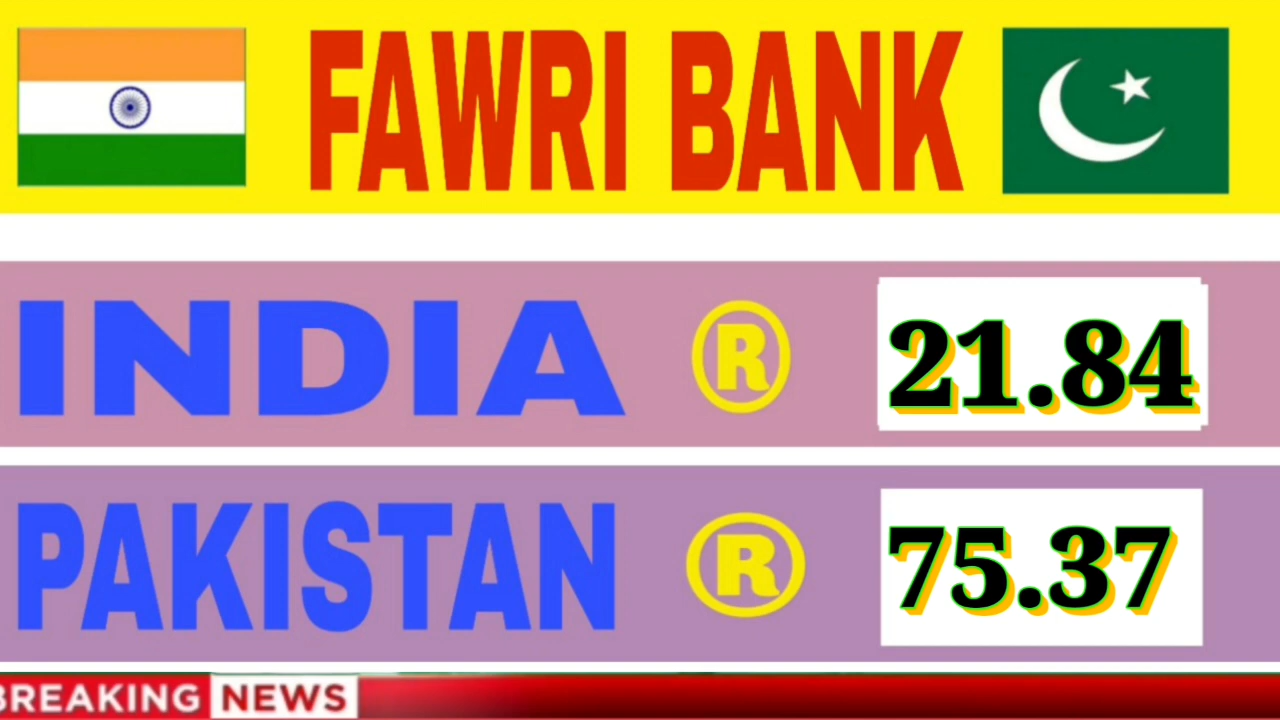 FAWRI BANK
INDIA ® 21.84
PAKISTAN ® 75.37
BREAKING NEWS